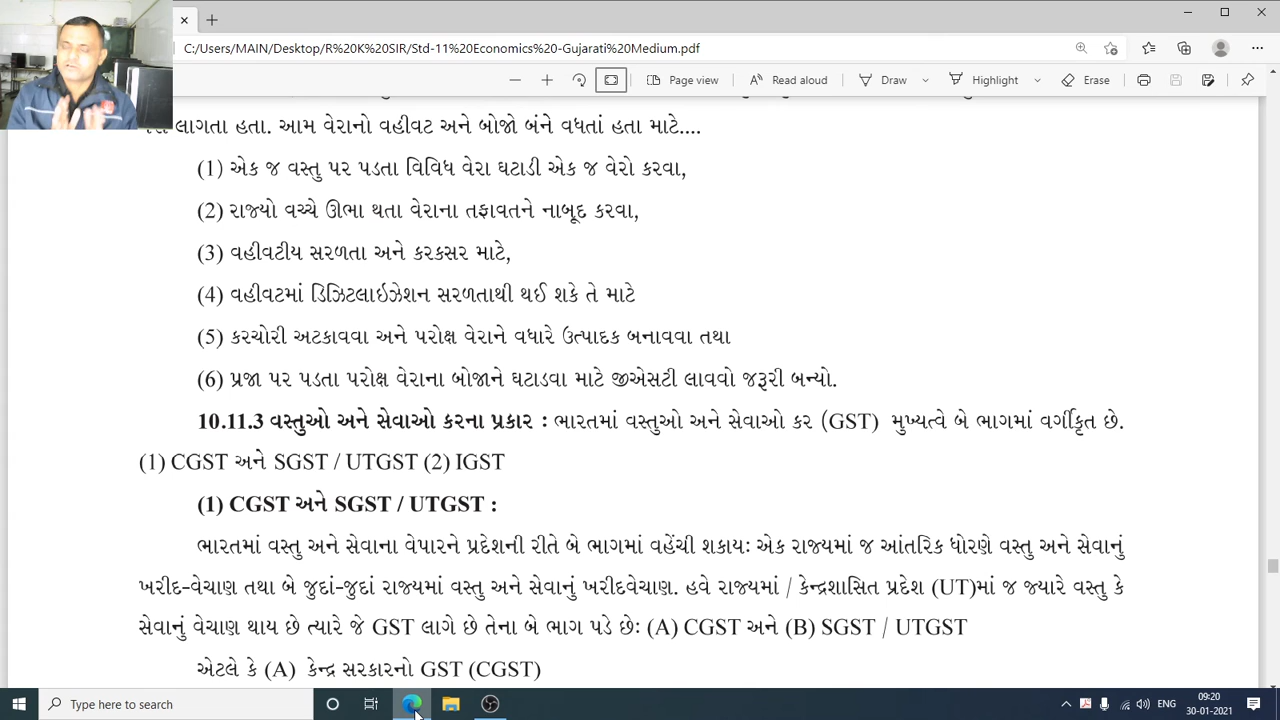 C:/Users/MAIN/Desktop/R%20K%20SIR/Std-11%20Economics%20-Gujarati%20Medium.pdf
Page view
Read aloud
Draw
Highlight
Erase
લાગતા હતા. આમ વેરાનો વહીવટ અને બોજો બંને વધતાં હતા માટે....
(1) એક જ વસ્તુ પર પડતા વિવિધ વેરા ઘટાડી એક જ વેરો કરવા,
(2) રાજ્યો વચ્ચે ઊભા થતા વેરાના તફાવતને નાબૂદ કરવા,
(3) વહીવટીય સરળતા અને કરકસર માટે,
(4) વહીવટમાં ડિઝિટલાઇઝેશન સરળતાથી થઈ શકે તે માટે
(5) કરચોરી અટકાવવા અને પરોક્ષ વેરાને વધારે ઉત્પાદક બનાવવા તથા
(6) પ્રજા પર પડતા પરોક્ષ વેરાના બોજાને ઘટાડવા માટે જીએસટી લાવવો જરૂરી બન્યો.
10.11.3 વસ્તુઓ અને સેવાઓ કરના પ્રકાર : ભારતમાં વસ્તુઓ અને સેવાઓ કર (GST) મુખ્યત્વે બે ભાગમાં વર્ગીકૃત છે.
(1) CGST અને SGST / UTGST (2) IGST
(1) CGST અને SGST / UTGST :
ભારતમાં વસ્તુ અને સેવાના વેપારને પ્રદેશની રીતે બે ભાગમાં વહેંચી શકાય: એક રાજ્યમાં જ આંતરિક ધોરણે વસ્તુ અને સેવાનું
ખરીદ-વેચાણ તથા બે જુદાં-જુદાં રાજ્યમાં વસ્તુ અને સેવાનું ખરીદવેચાણ. હવે રાજ્યમાં / કેન્દ્રશાસિત પ્રદેશ (UT)માં જ જ્યારે વસ્તુ કે
સેવાનું વેચાણ થાય છે ત્યારે જે GST લાગે છે તેના બે ભાગ પડે છે: (A) CGST અને (B) SGST / UTGST
એટલે કે (A) કેન્દ્ર સરકારનો GST (CGST)
Type here to search
ENG
09:20
30-01-2021